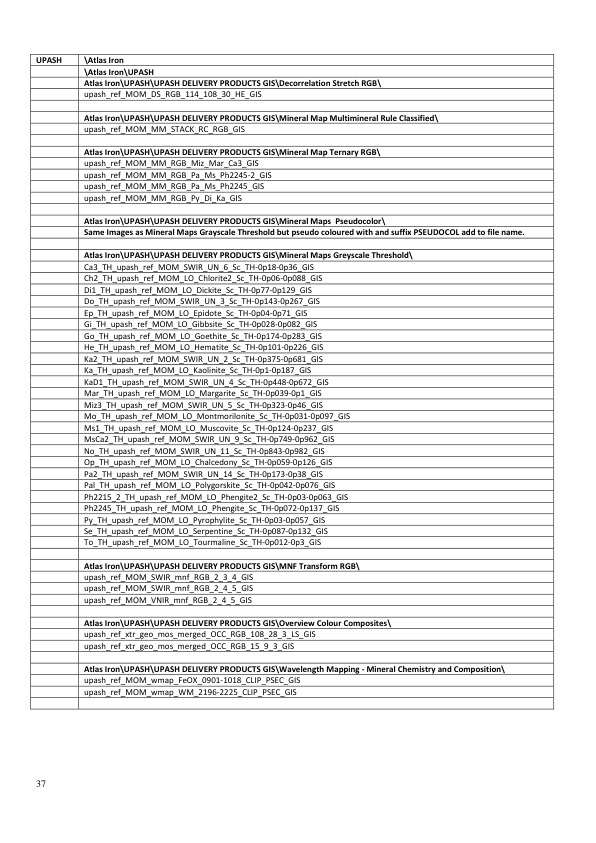 UPASH \Atlas Iron
\Atlas Iron\UPASH
Atlas Iron\UPASH\UPASH DELIVERY PRODUCTS GIS\Decorrelation Stretch RGB\
upash_ref_MOM_DS_RGB_114_108_30_HE_GIS
Atlas Iron\UPASH\UPASH DELIVERY PRODUCTS GIS\Mineral Map Multimineral Rule Classified\
upash_ref_MOM_MM_STACK_RC_RGB_GIS
Atlas Iron\UPASH\UPASH DELIVERY PRODUCTS GIS\Mineral Map Ternary RGB\
upash_ref_MOM_MM_RGB_Miz_Mar_Ca3_GIS
upash_ref_MOM_MM_RGB_Pa_Ms_Ph2245-2_GIS
upash_ref_MOM_MM_RGB_Pa_Ms_Ph2245_GIS
upash_ref_MOM_MM_RGB_Py_Di_Ka_GIS
Atlas Iron\UPASH\UPASH DELIVERY PRODUCTS GIS\Mineral Maps  Pseudocolor\
Same Images as Mineral Maps Grayscale Threshold but pseudo coloured with and suffix PSEUDOCOL add to file name.
Atlas Iron\UPASH\UPASH DELIVERY PRODUCTS GIS\Mineral Maps Greyscale Threshold\
Ca3_TH_upash_ref_MOM_SWIR_UN_6_Sc_TH-0p18-0p36_GIS
Ch2_TH_upash_ref_MOM_LO_Chlorite2_Sc_TH-0p06-0p088_GIS
Di1_TH_upash_ref_MOM_LO_Dickite_Sc_TH-0p77-0p129_GIS
Do_TH_upash_ref_MOM_SWIR_UN_3_Sc_TH-0p143-0p267_GIS
Ep_TH_upash_ref_MOM_LO_Epidote_Sc_TH-0p04-0p71_GIS
Gi_TH_upash_ref_MOM_LO_Gibbsite_Sc_TH-0p028-0p082_GIS
Go_TH_upash_ref_MOM_LO_Goethite_Sc_TH-0p174-0p283_GIS
He_TH_upash_ref_MOM_LO_Hematite_Sc_TH-0p101-0p226_GIS
Ka2_TH_upash_ref_MOM_SWIR_UN_2_Sc_TH-0p375-0p681_GIS
Ka_TH_upash_ref_MOM_LO_Kaolinite_Sc_TH-0p1-0p187_GIS
KaD1_TH_upash_ref_MOM_SWIR_UN_4_Sc_TH-0p448-0p672_GIS
Mar_TH_upash_ref_MOM_LO_Margarite_Sc_TH-0p039-0p1_GIS
Miz3_TH_upash_ref_MOM_SWIR_UN_5_Sc_TH-0p323-0p46_GIS
Mo_TH_upash_ref_MOM_LO_Montmorilonite_Sc_TH-0p031-0p097_GIS
Ms1_TH_upash_ref_MOM_LO_Muscovite_Sc_TH-0p124-0p237_GIS
MsCa2_TH_upash_ref_MOM_SWIR_UN_9_Sc_TH-0p749-0p962_GIS
No_TH_upash_ref_MOM_SWIR_UN_11_Sc_TH-0p843-0p982_GIS
Op_TH_upash_ref_MOM_LO_Chalcedony_Sc_TH-0p059-0p126_GIS
Pa2_TH_upash_ref_MOM_SWIR_UN_14_Sc_TH-0p173-0p38_GIS
Pal_TH_upash_ref_MOM_LO_Polygorskite_Sc_TH-0p042-0p076_GIS
Ph2215_2_TH_upash_ref_MOM_LO_Phengite2_Sc_TH-0p03-0p063_GIS
Ph2245_TH_upash_ref_MOM_LO_Phengite_Sc_TH-0p072-0p137_GIS
Py_TH_upash_ref_MOM_LO_Pyrophylite_Sc_TH-0p03-0p057_GIS
Se_TH_upash_ref_MOM_LO_Serpentine_Sc_TH-0p087-0p132_GIS
To_TH_upash_ref_MOM_LO_Tourmaline_Sc_TH-0p012-0p3_GIS
Atlas Iron\UPASH\UPASH DELIVERY PRODUCTS GIS\MNF Transform RGB\
upash_ref_MOM_SWIR_mnf_RGB_2_3_4_GIS
upash_ref_MOM_SWIR_mnf_RGB_2_4_5_GIS
upash_ref_MOM_VNIR_mnf_RGB_2_4_5_GIS
Atlas Iron\UPASH\UPASH DELIVERY PRODUCTS GIS\Overview Colour Composites\
upash_ref_xtr_geo_mos_merged_OCC_RGB_108_28_3_LS_GIS
upash_ref_xtr_geo_mos_merged_OCC_RGB_15_9_3_GIS
Atlas Iron\UPASH\UPASH DELIVERY PRODUCTS GIS\Wavelength Mapping - Mineral Chemistry and Composition\
upash_ref_MOM_wmap_FeOX_0901-1018_CLIP_PSEC_GIS
upash_ref_MOM_wmap_WM_2196-2225_CLIP_PSEC_GIS
37